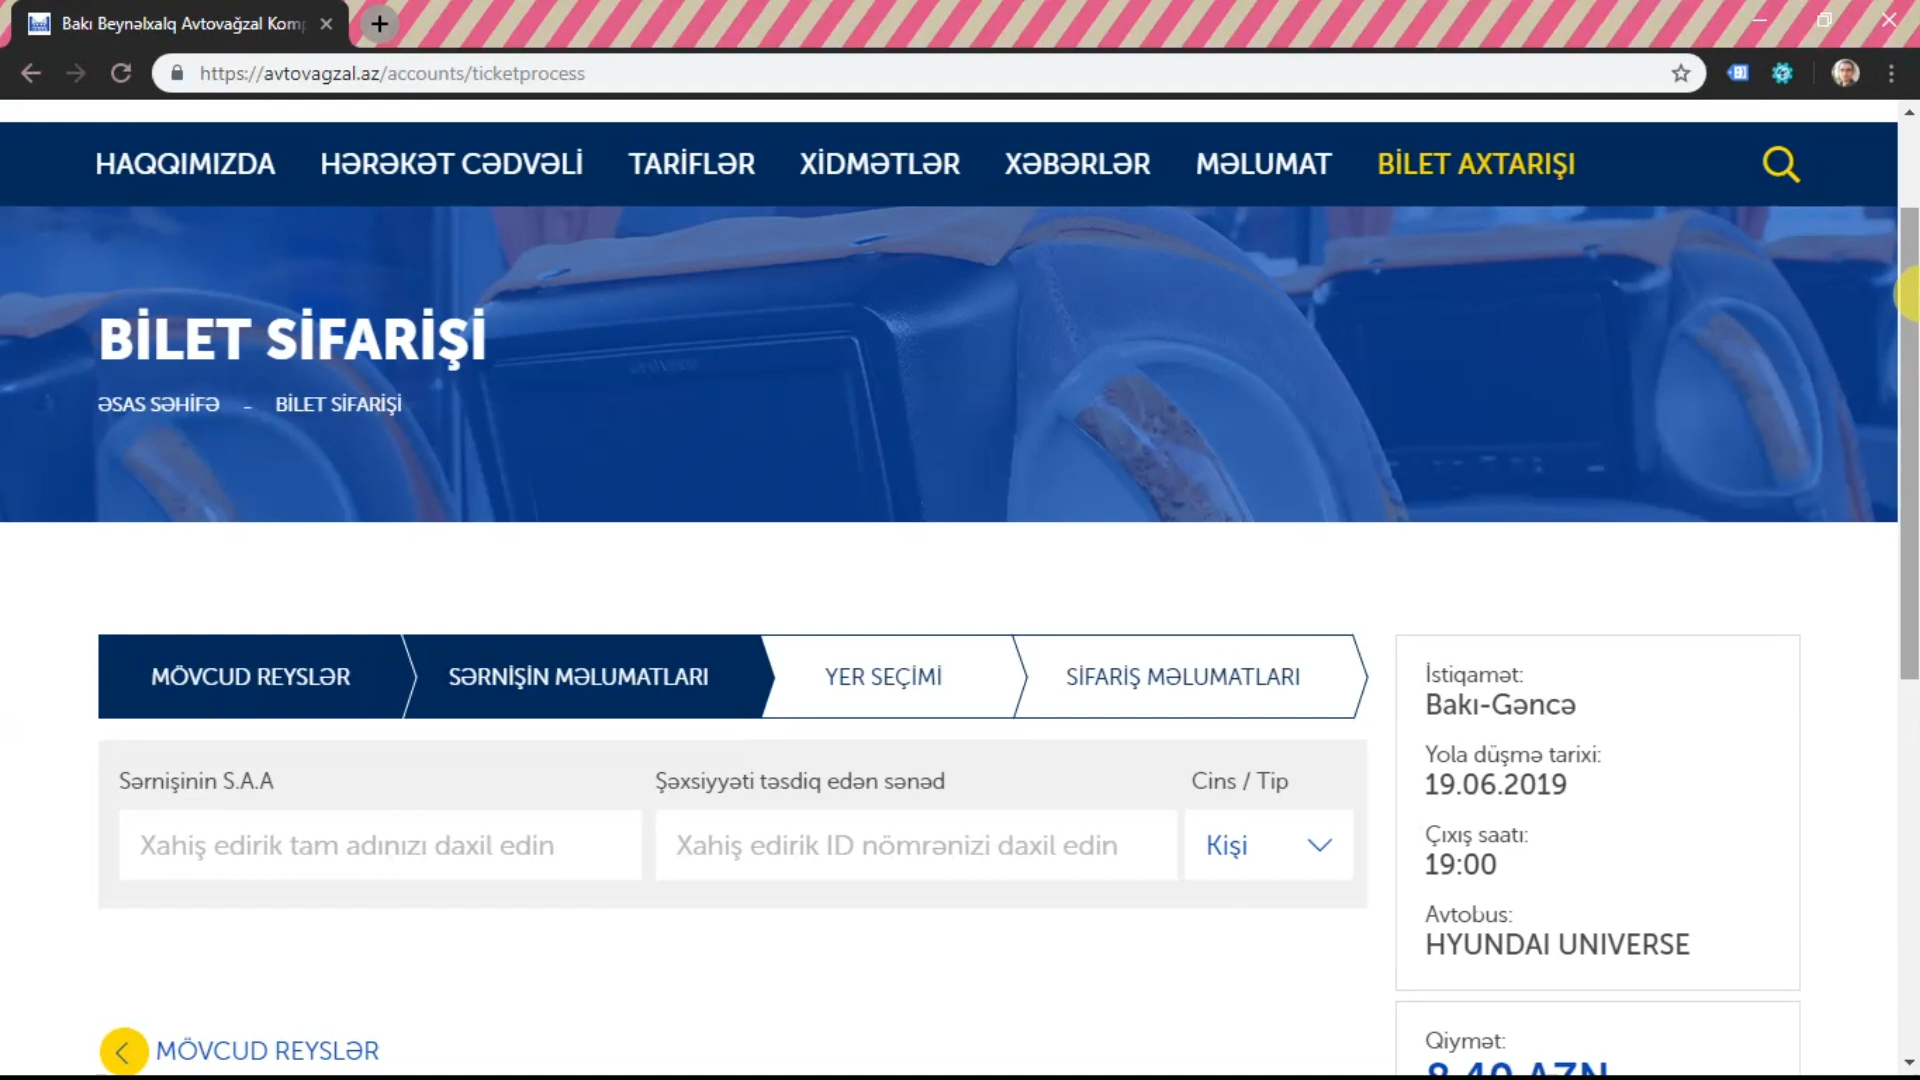 Bakı Beynəlxalq Avtovağzal Komp
https://avtovagzal.az/accounts/ticketprocess
HAQQIMIZDA HƏRƏKƏT CƏDVƏLİ TARİFLƏR XİDMƏTLƏR XƏBƏRLƏR MƏLUMAT BİLET AXTARIŞI
BİLET SİFARİŞİ
ƏSAS SƏHİFƏ - BİLET SİFARİŞİ
MÖVCUD REYSLƏR SƏRNİŞİN MƏLUMATLARI YER SEÇİMİ SİFARİŞ MƏLUMATLARI
Sərnişinin S.A.A Şəxsiyyəti təsdiq edən sənəd Cins / Tip
Xahiş edirik tam adınızı daxil edin Xahiş edirik ID nömrənizi daxil edin Kişi
MÖVCUD REYSLƏR
İstiqamət:
Bakı-Gəncə
Yola düşmə tarixi:
19.06.2019
Çıxış saatı:
19:00
Avtobus:
HYUNDAI UNIVERSE
Qiymət:
8.40 AZN